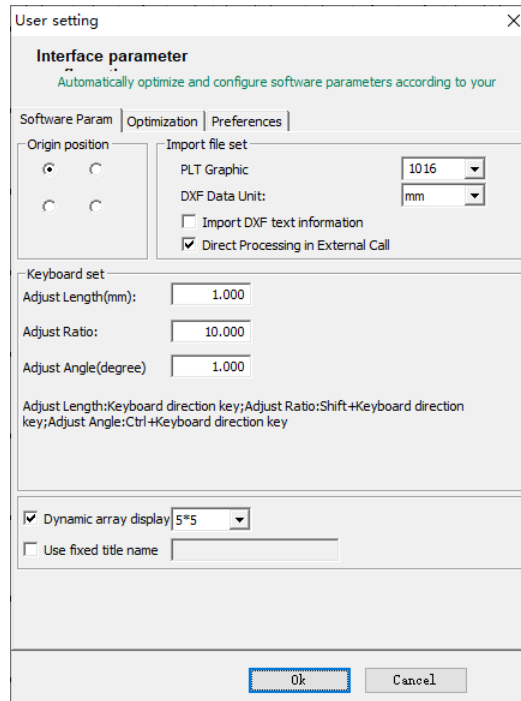 User setting
Interface parameter
Automatically optimize and configure software parameters according to your
Software Param Optimization Preferences
Origin position
Import file set
PLT Graphic 1016
DXF Data Unit: mm
Import DXF text information
Direct Processing in External Call
Keyboard set
Adjust Length(mm): 1.000
Adjust Ratio: 10.000
Adjust Angle(degree) 1.000
Adjust Length:Keyboard direction key;Adjust Ratio:Shift+Keyboard direction
key;Adjust Angle:Ctrl+Keyboard direction key
Dynamic array display 5*5
Use fixed title name
Ok Cancel